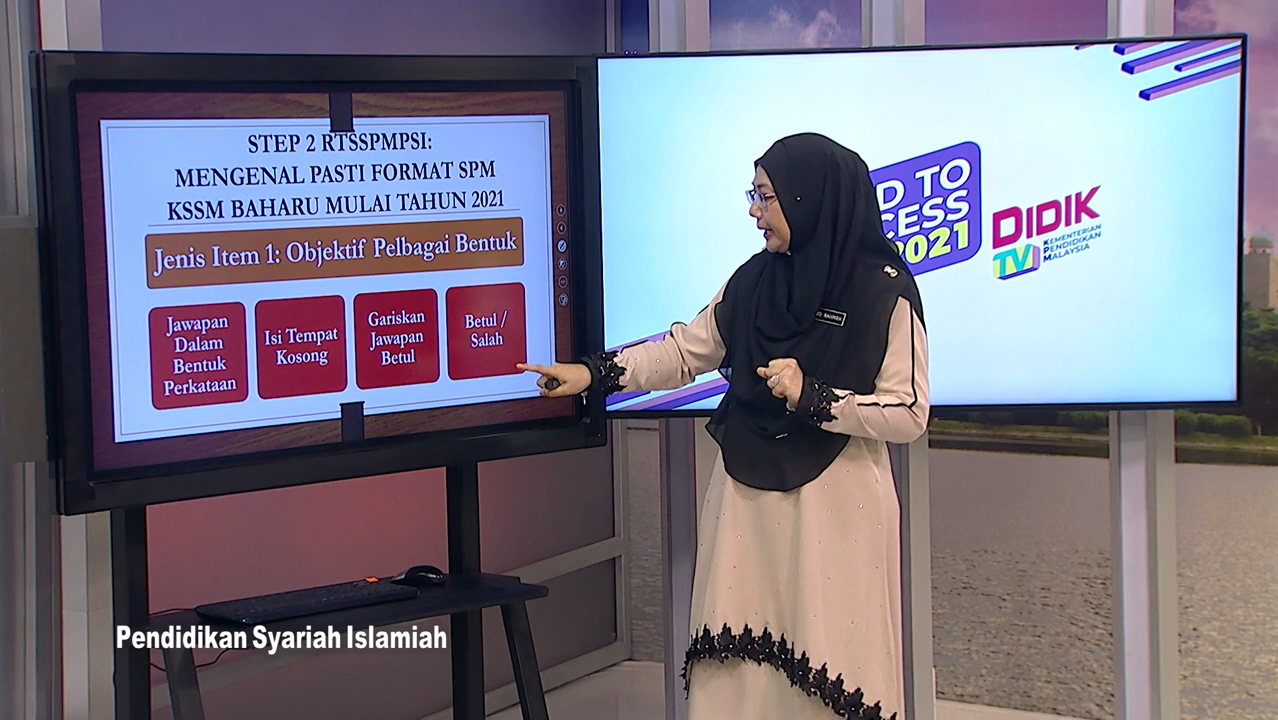 STEP 2 RTSSPMPSI:
MENGENAL PASTI FORMAT SPM
KSSM BAHARU MULAI TAHUN 2021
Jenis Item 1: Objektif Pelbagai Bentuk
Jawapan
Dalam
Bentuk
Perkataan
Isi Tempat
Kosong
Gariskan
Jawapan
Betul
Betul /
Salah
D TO
CESS
2021
DIDIK
TV
KEMENTERIAN
PENDIDIKAN
MALAYSIA
Pendidikan Syariah Islamiah